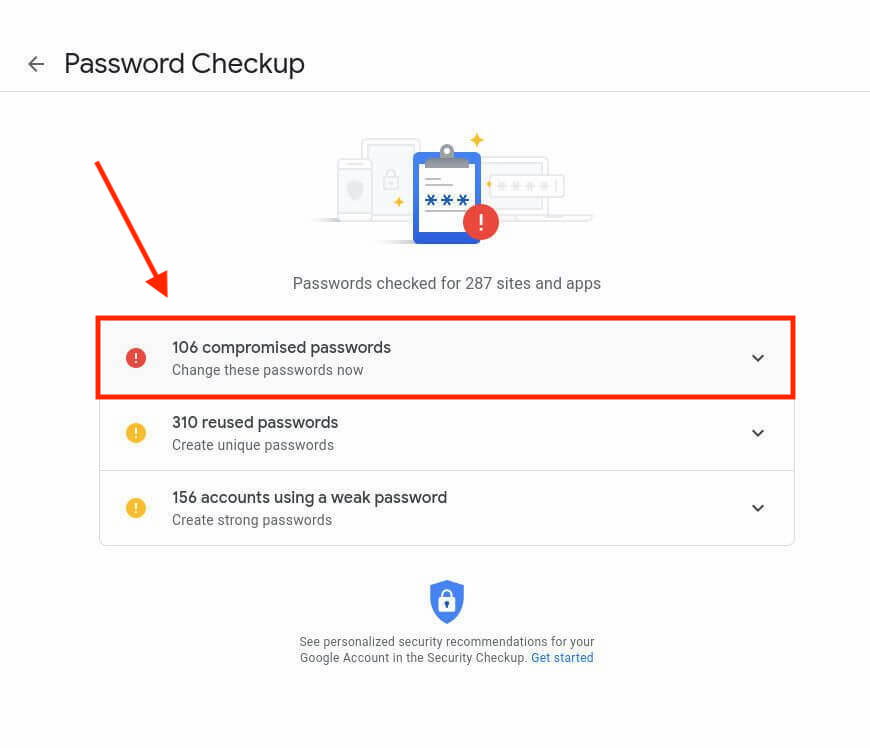 Password Checkup
***
****
Passwords checked for 287 sites and apps
106 compromised passwords
Change these passwords now
310 reused passwords
Create unique passwords
156 accounts using a weak password
Create strong passwords
See personalized security recommendations for your
Google Account in the Security Checkup. Get started